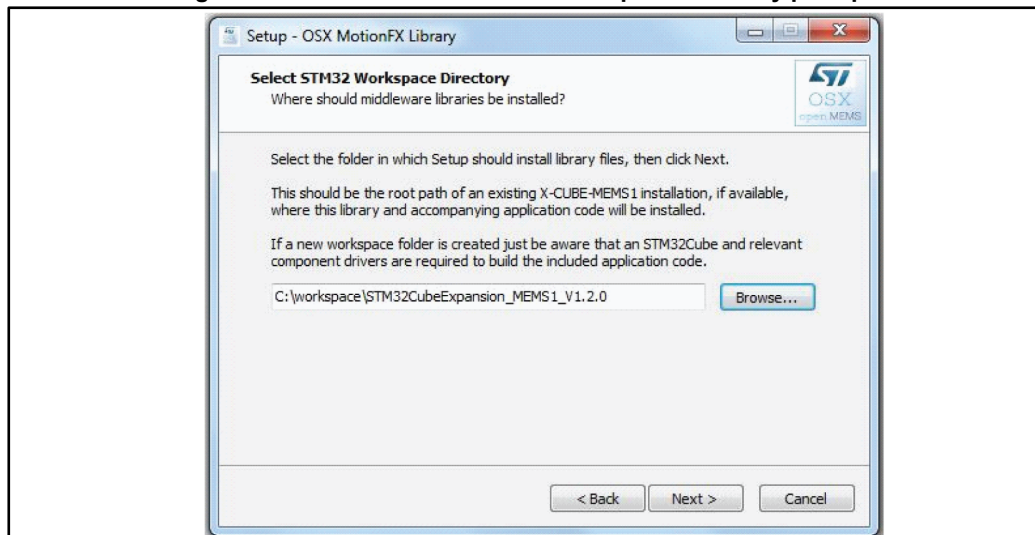 Setup - OSX MotionFX Library
Select STM32 Workspace Directory
Where should middleware libraries be installed?
ST
OSX
open.MEMS
Select the folder in which Setup should install library files, then click Next.
This should be the root path of an existing X-CUBE-MEMS1 installation, if available,
where this library and accompanying application code will be installed.
If a new workspace folder is created just be aware that an STM32Cube and relevant
component drivers are required to build the included application code.
C:\workspace\STM32CubeExpansion_MEMS1_V1.2.0
Browse...
< Back
Next >
Cancel